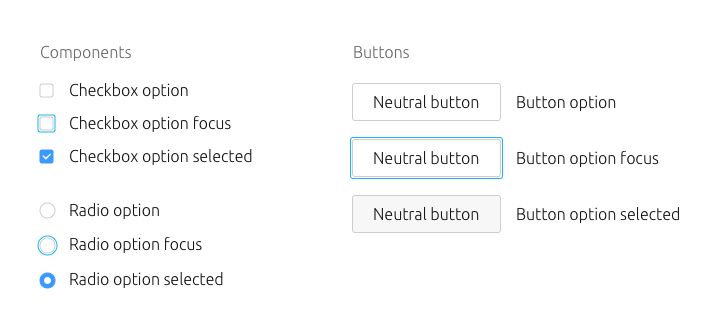 Components
Checkbox option
Checkbox option focus
Checkbox option selected
Radio option
Radio option focus
Radio option selected
Buttons
Neutral button Button option
Neutral button Button option focus
Neutral button Button option selected